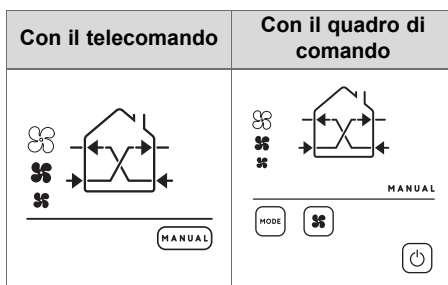 Con il telecomando
Con il quadro di
comando
MANUAL
MANUAL
MODE